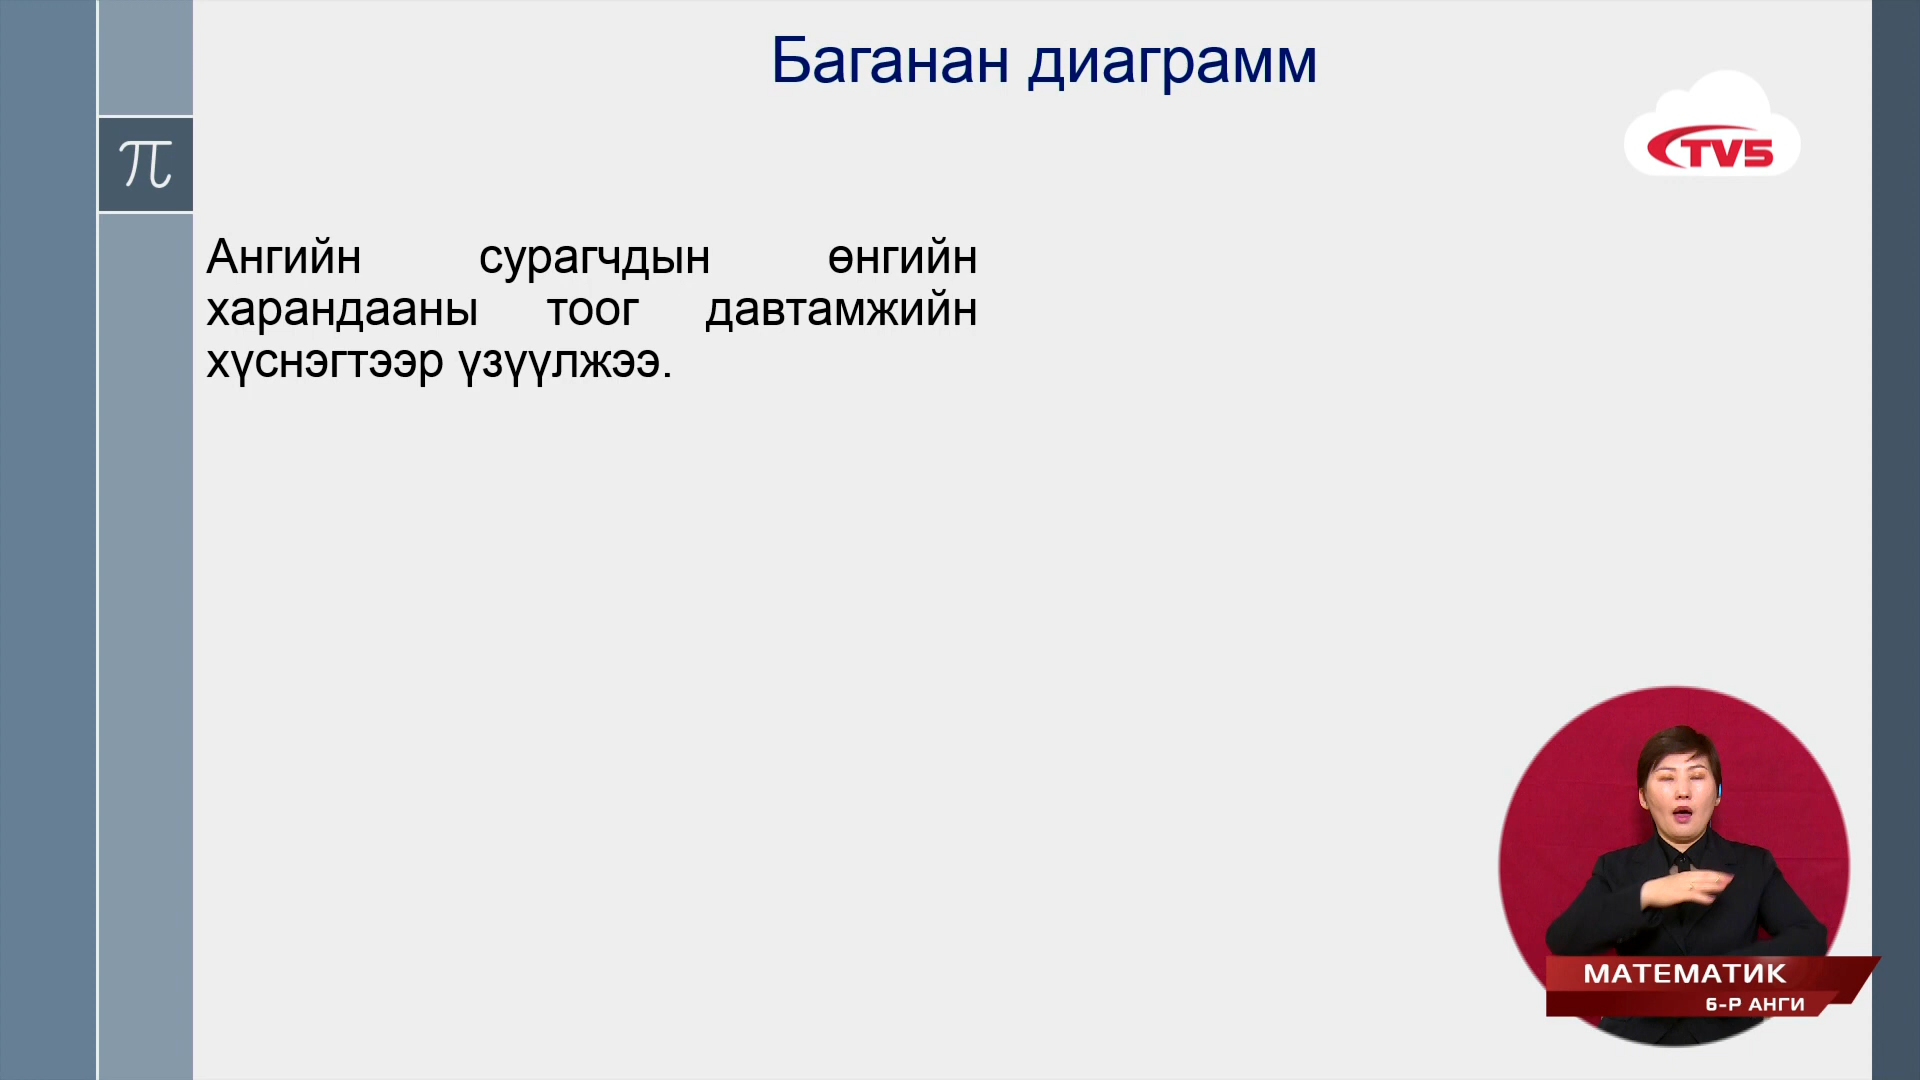 Баганан диаграмм
TV5
π
Ангийн сурагчдын өнгийн
харандааны тоог давтамжийн
хүснэгтээр үзүүлжээ.
МАТЕМАТИК
6-Р АНГИ